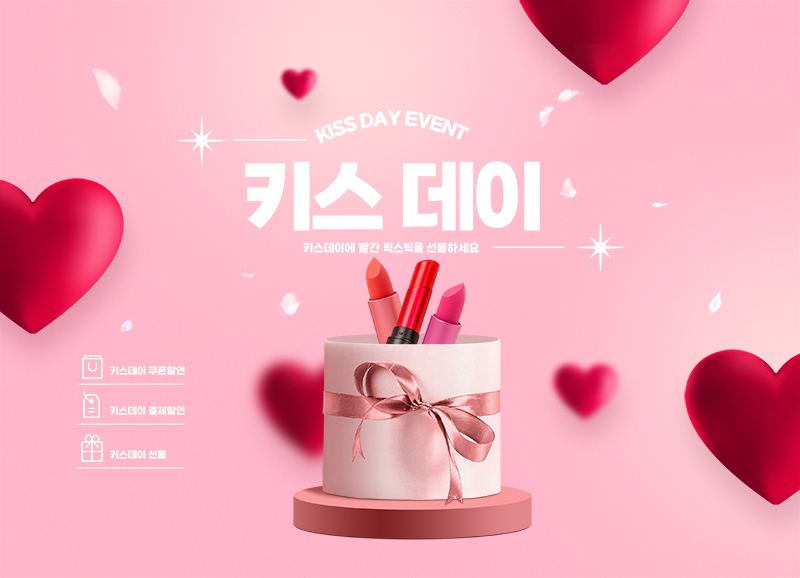 KISS DAY EVENT
키스 데이
키스데이에 빨간 릭스틱을 선물하세요
키스데이 쿠폰할인
키스데이 결제할인
키스데이 선물